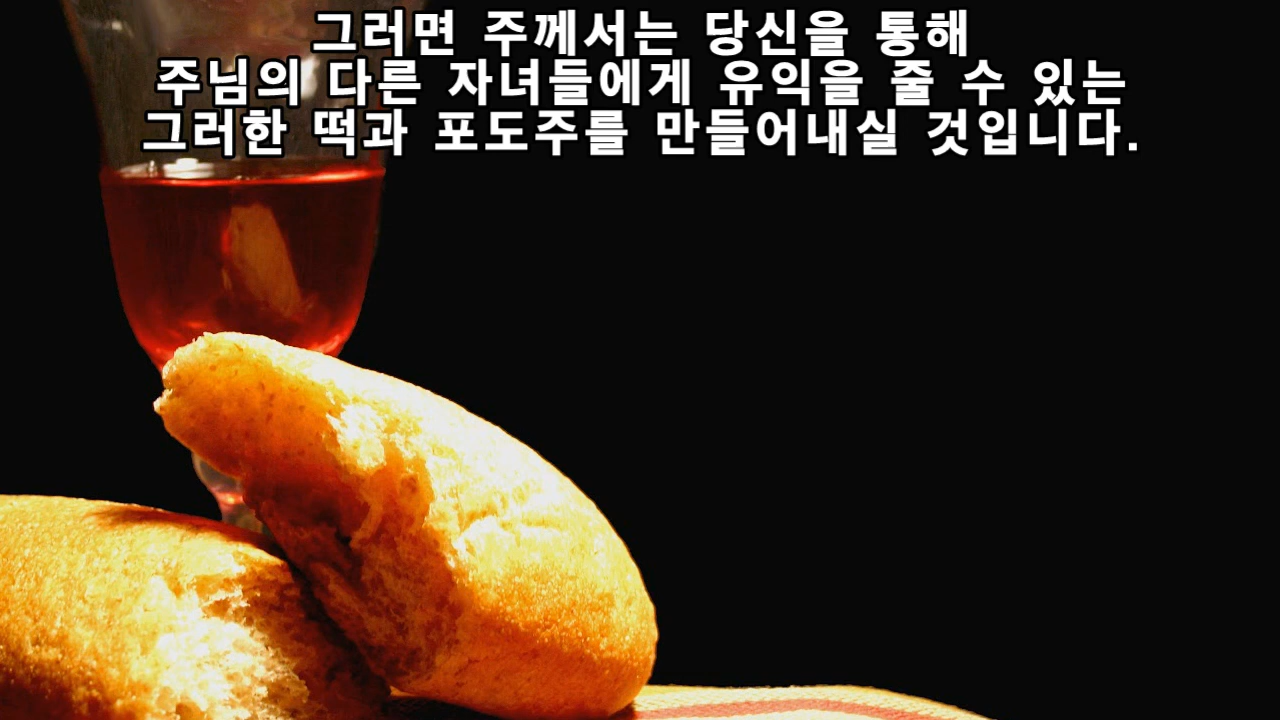 그러면 주께서는 당신을 통해
주님의 다른 자녀들에게 유익을 줄 수 있는
그러한 떡과 포도주를 만들어내실 것입니다.